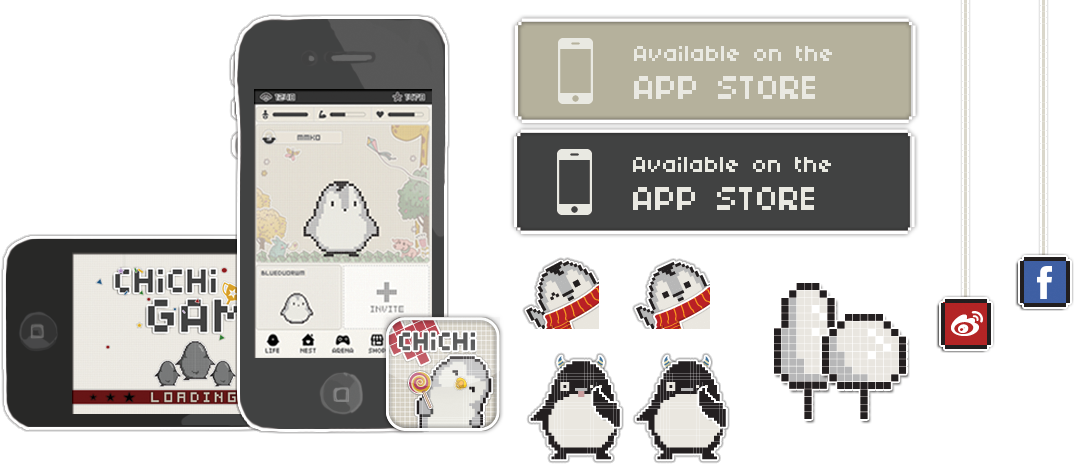 MMKO
BLUEDUDRUM
INVITE
LIFE
NEST
ARENA
SHOP
CHiCHi
GAM
LOADING
CHiCHi
Available on the
APP STORE
Available on the
APP STORE
f